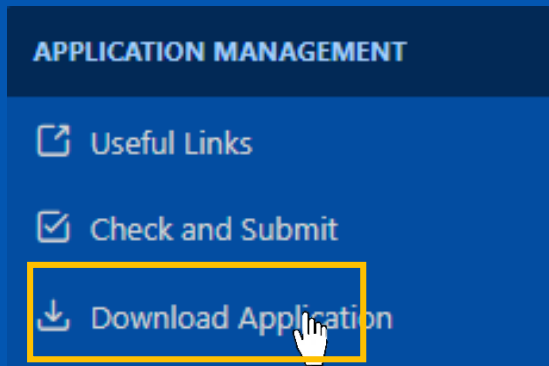 APPLICATION MANAGEMENT
Useful Links
Check and Submit
Download Application